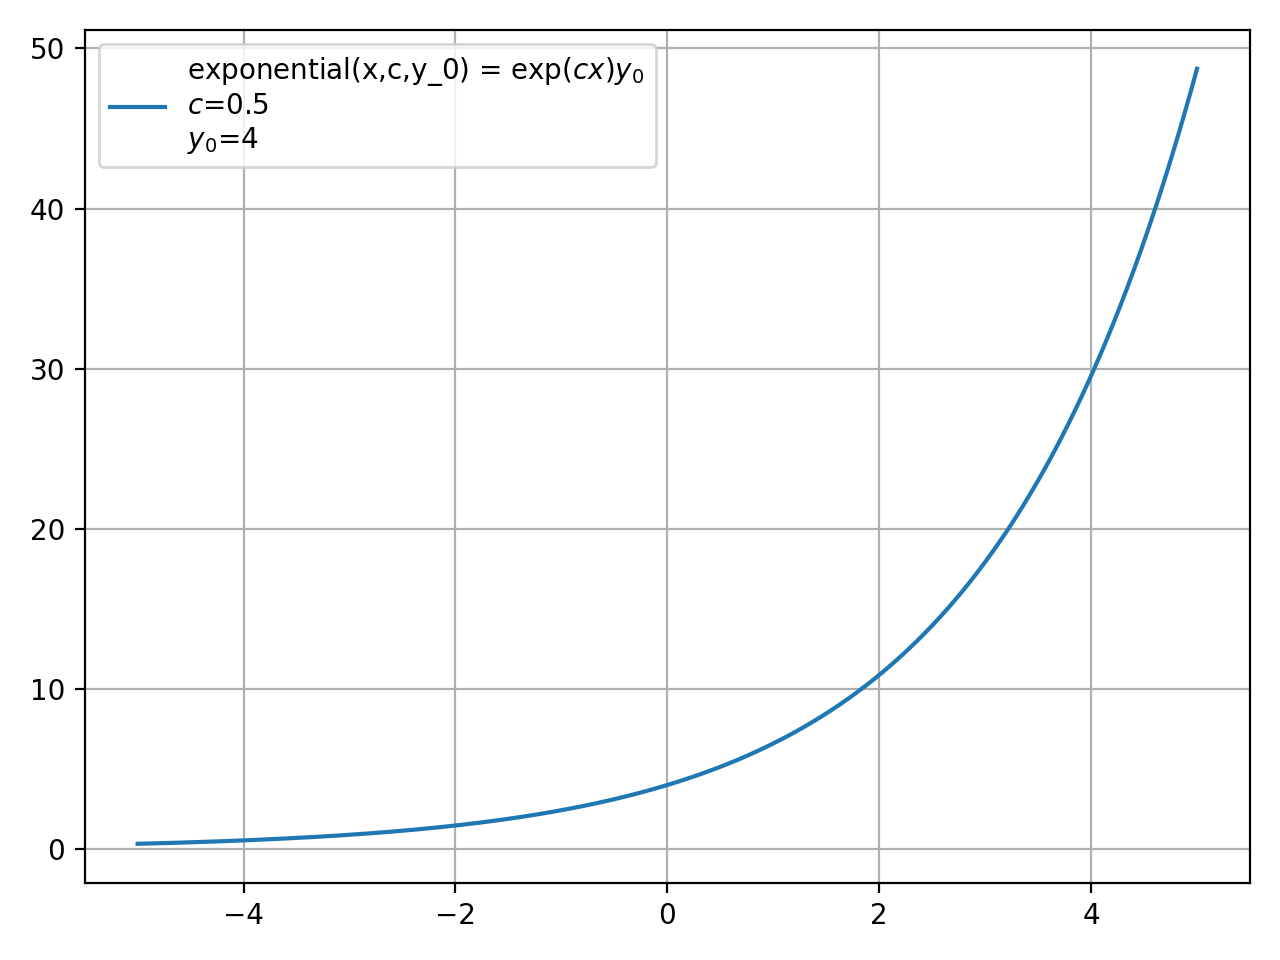 50
exponential(x,c,y_0) = exp(cx)y₀
c=0.5
y₀=4
40
30
20
10
0
−4 −2 0 2 4